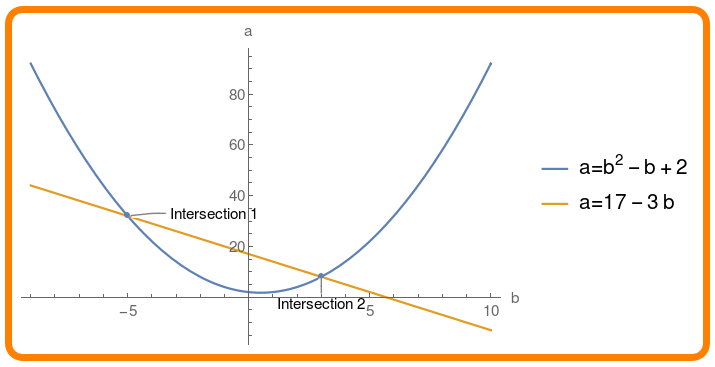 a
80
60
40
20
−5
5
10
b
Intersection 1
Intersection 2
a=b² − b + 2
a=17 − 3 b